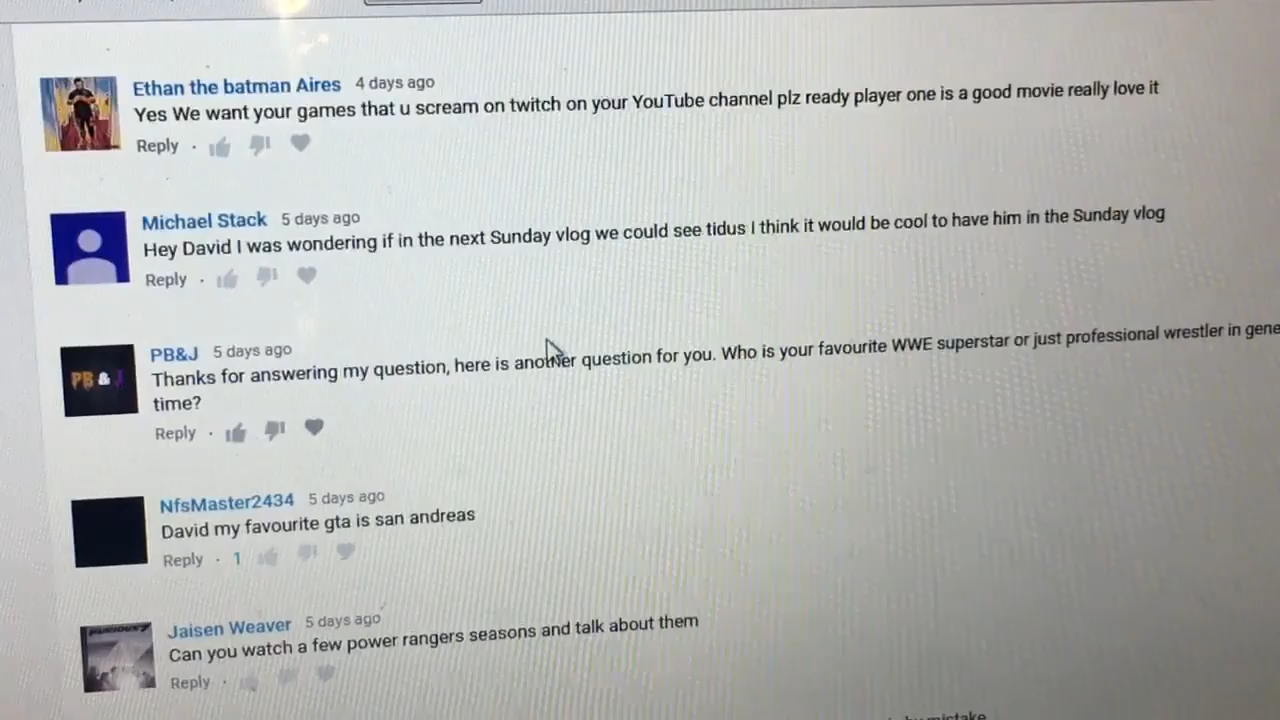 Ethan the batman Aires 4 days ago
Yes We want your games that u scream on twitch on your YouTube channel plz ready player one is a good movie really love it
Reply
Michael Stack 5 days ago
Hey David I was wondering if in the next Sunday vlog we could see tidus I think it would be cool to have him in the Sunday vlog
Reply
PB & J
PB&J 5 days ago
Thanks for answering my question, here is another question for you. Who is your favourite WWE superstar or just professional wrestler in gene
time?
Reply
NfsMaster2434 5 days ago
David my favourite gta is san andreas
Reply · 1
FURIOUS 7
Jaisen Weaver 5 days ago
Can you watch a few power rangers seasons and talk about them
Reply
mistake